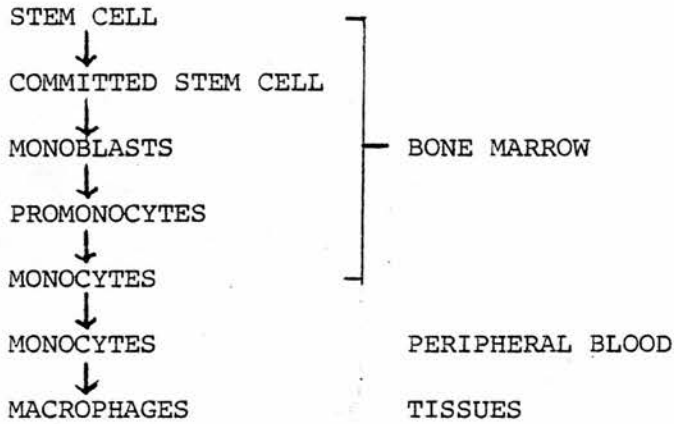 STEM CELL
COMMITTED STEM CELL
MONOBLASTS BONE MARROW
PROMONOCYTES
MONOCYTES
MONOCYTES PERIPHERAL BLOOD
MACROPHAGES TISSUES